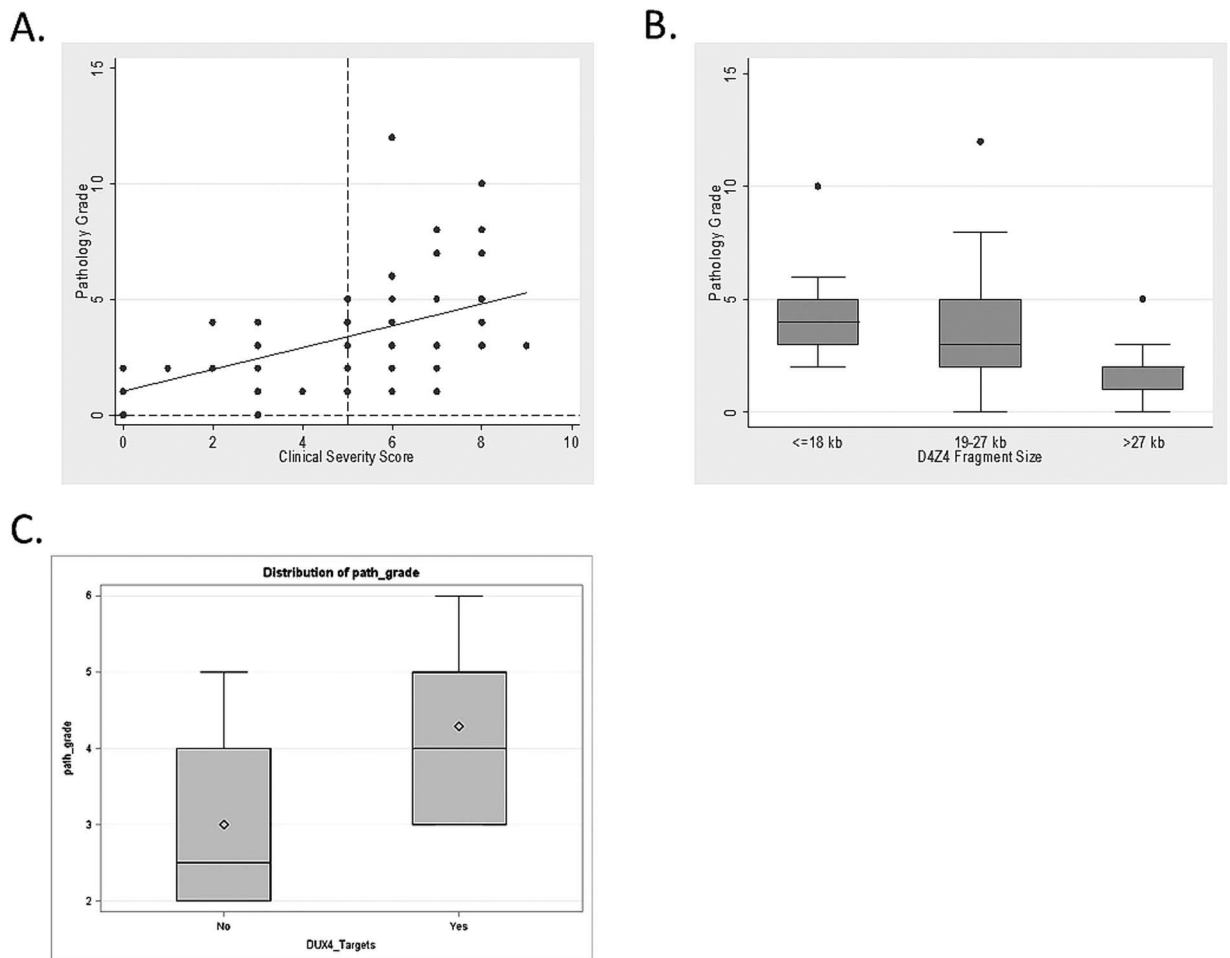 A.
15
10
5
0
Pathology Grade
0 2 4 6 8 10
Clinical Severity Score
B.
15
10
5
0
Pathology Grade
<=18 kb 19-27 kb >27 kb
D4Z4 Fragment Size
C.
Distribution of path_grade
6
5
4
3
2
path_grade
No Yes
DUX4_Targets